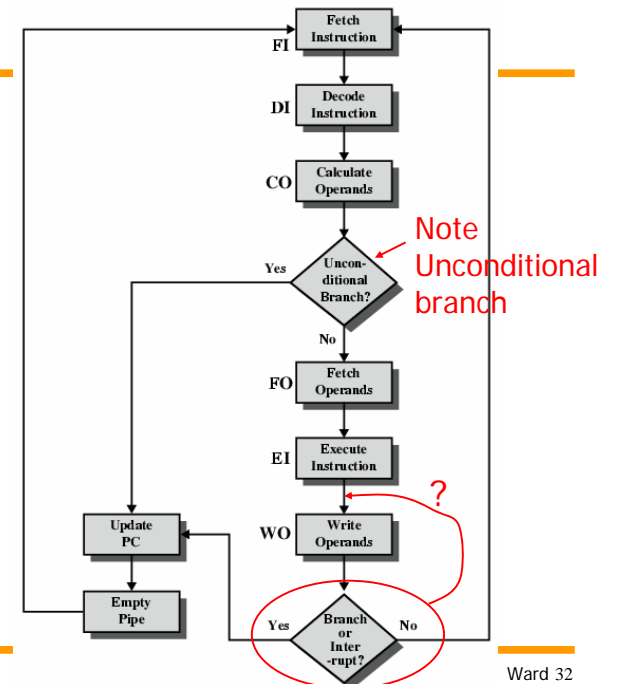 Fetch
Instruction
FI
DI
Decode
Instruction
CO
Calculate
Operands
Note
Unconditional
branch
Yes
Uncon-
ditional
Branch?
No
FO
Fetch
Operands
EI
Execute
Instruction
?
WO
Write
Operands
Update
PC
Empty
Pipe
Yes
Branch
or
Inter
-rupt?
No
Ward 32